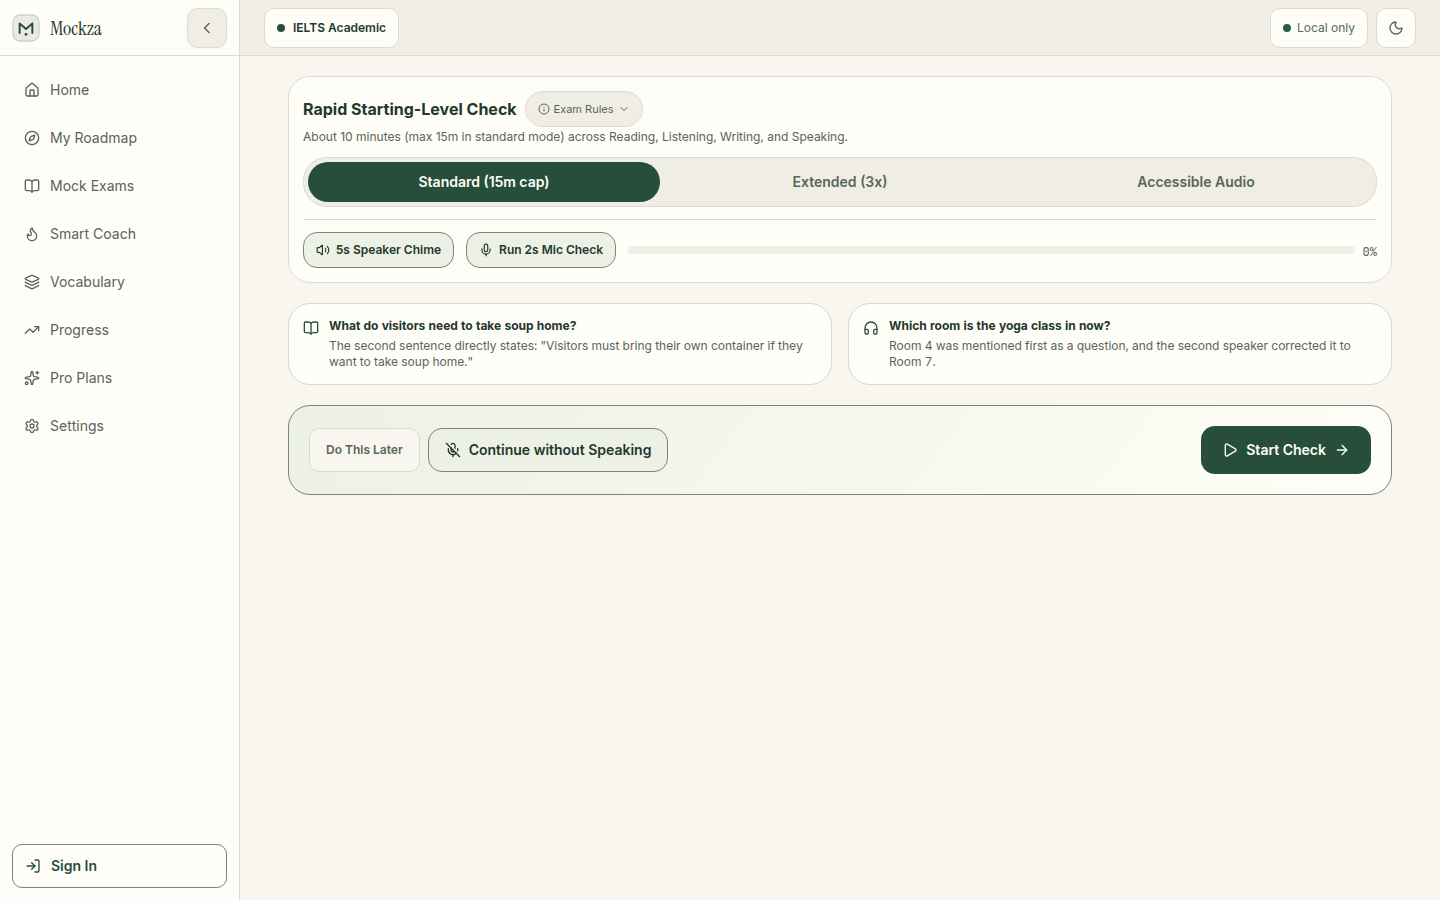 Mockza
IELTS Academic
Local only
Home
My Roadmap
Mock Exams
Smart Coach
Vocabulary
Progress
Pro Plans
Settings
Sign In
Rapid Starting-Level Check
Exam Rules
About 10 minutes (max 15m in standard mode) across Reading, Listening, Writing, and Speaking.
Standard (15m cap)
Extended (3x)
Accessible Audio
5s Speaker Chime
Run 2s Mic Check
0%
What do visitors need to take soup home?
The second sentence directly states: "Visitors must bring their own container if they
want to take soup home."
Which room is the yoga class in now?
Room 4 was mentioned first as a question, and the second speaker corrected it to
Room 7.
Do This Later
Continue without Speaking
Start Check